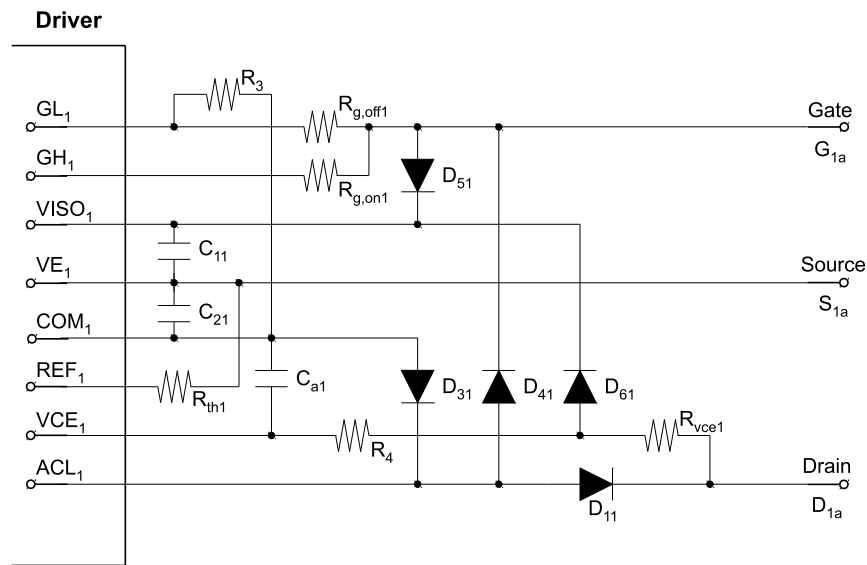 Driver
R3
GL1
Rg,off1
Gate
G1a
GH1
Rg,on1
D51
VISO1
C11
VE1
Source
S1a
C21
COM1
REF1
Rth1
Ca1
D31
D41
D61
VCE1
R4
Rvce1
ACL1
D11
Drain
D1a